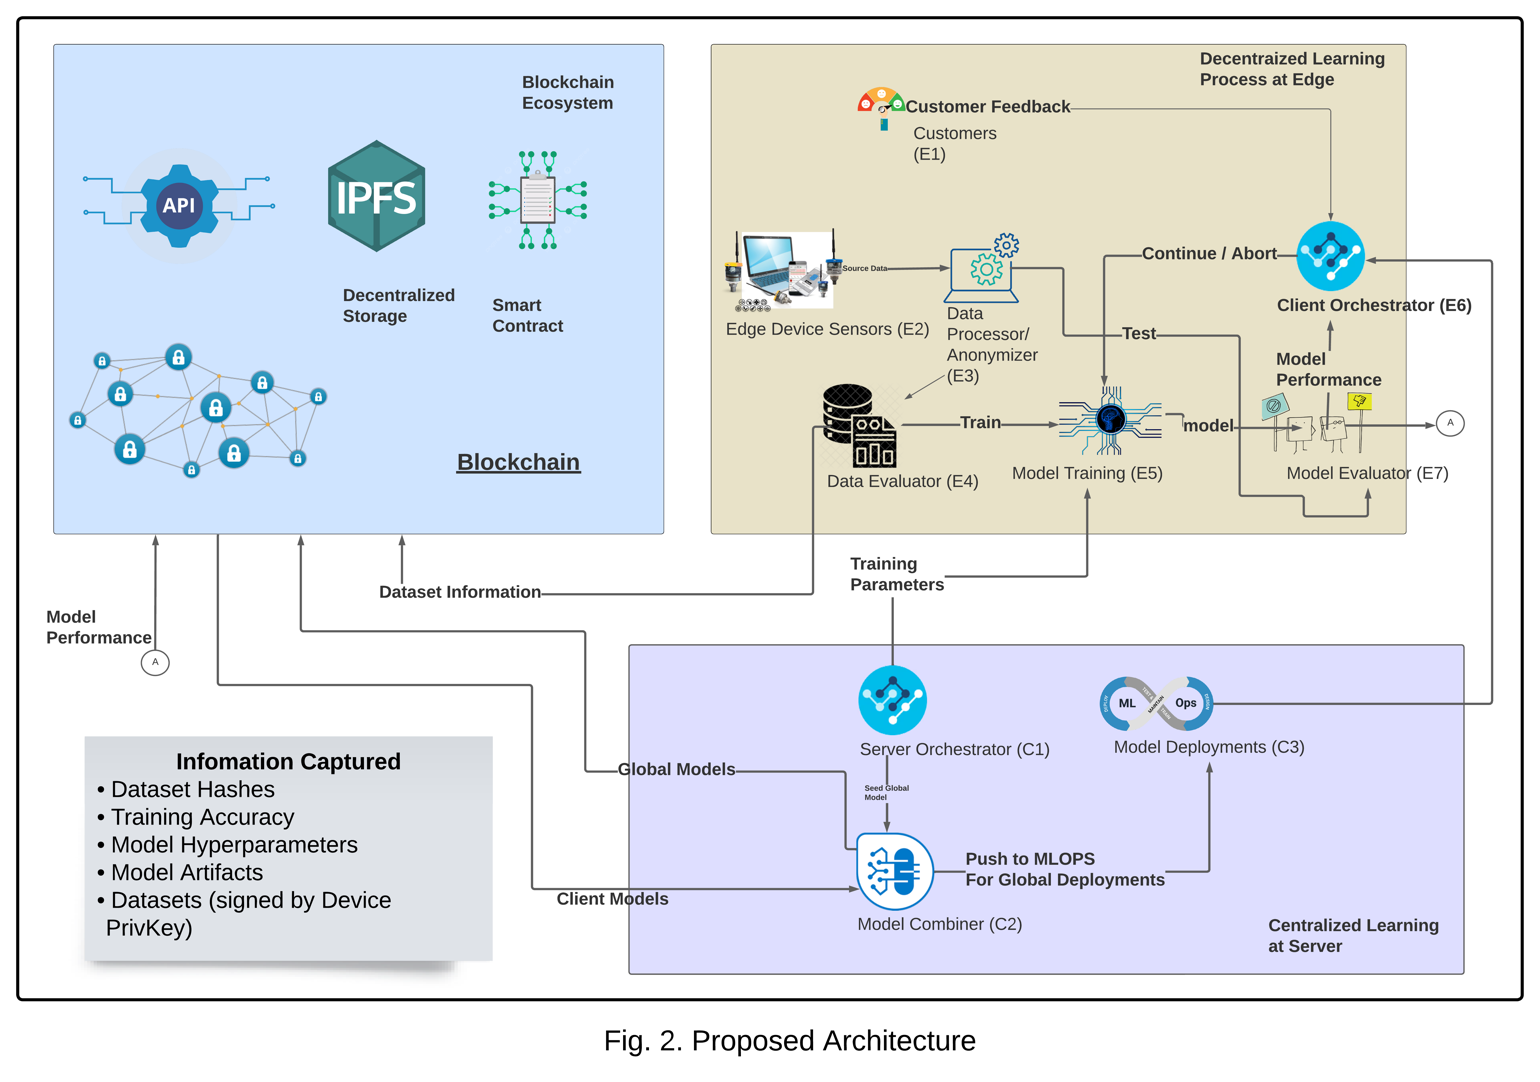 Blockchain
Ecosystem
API
IPFS
Decentralized
Storage
Smart
Contract
Blockchain
Decentraized Learning
Process at Edge
Customer Feedback
Customers
(E1)
Source Data
Edge Device Sensors (E2)
Data
Processor/
Anonymizer
(E3)
Continue / Abort
Client Orchestrator (E6)
Test
Model
Performance
Train
model
A
Data Evaluator (E4)
Model Training (E5)
Model Evaluator (E7)
Dataset Information
Training
Parameters
Model
Performance
A
Server Orchestrator (C1)
ML
Ops
MAINTAIN
Model Deployments (C3)
Global Models
Seed Global
Model
Push to MLOPS
For Global Deployments
Client Models
Model Combiner (C2)
Centralized Learning
at Server
Infomation Captured
• Dataset Hashes
• Training Accuracy
• Model Hyperparameters
• Model Artifacts
• Datasets (signed by Device
PrivKey)
Fig. 2. Proposed Architecture